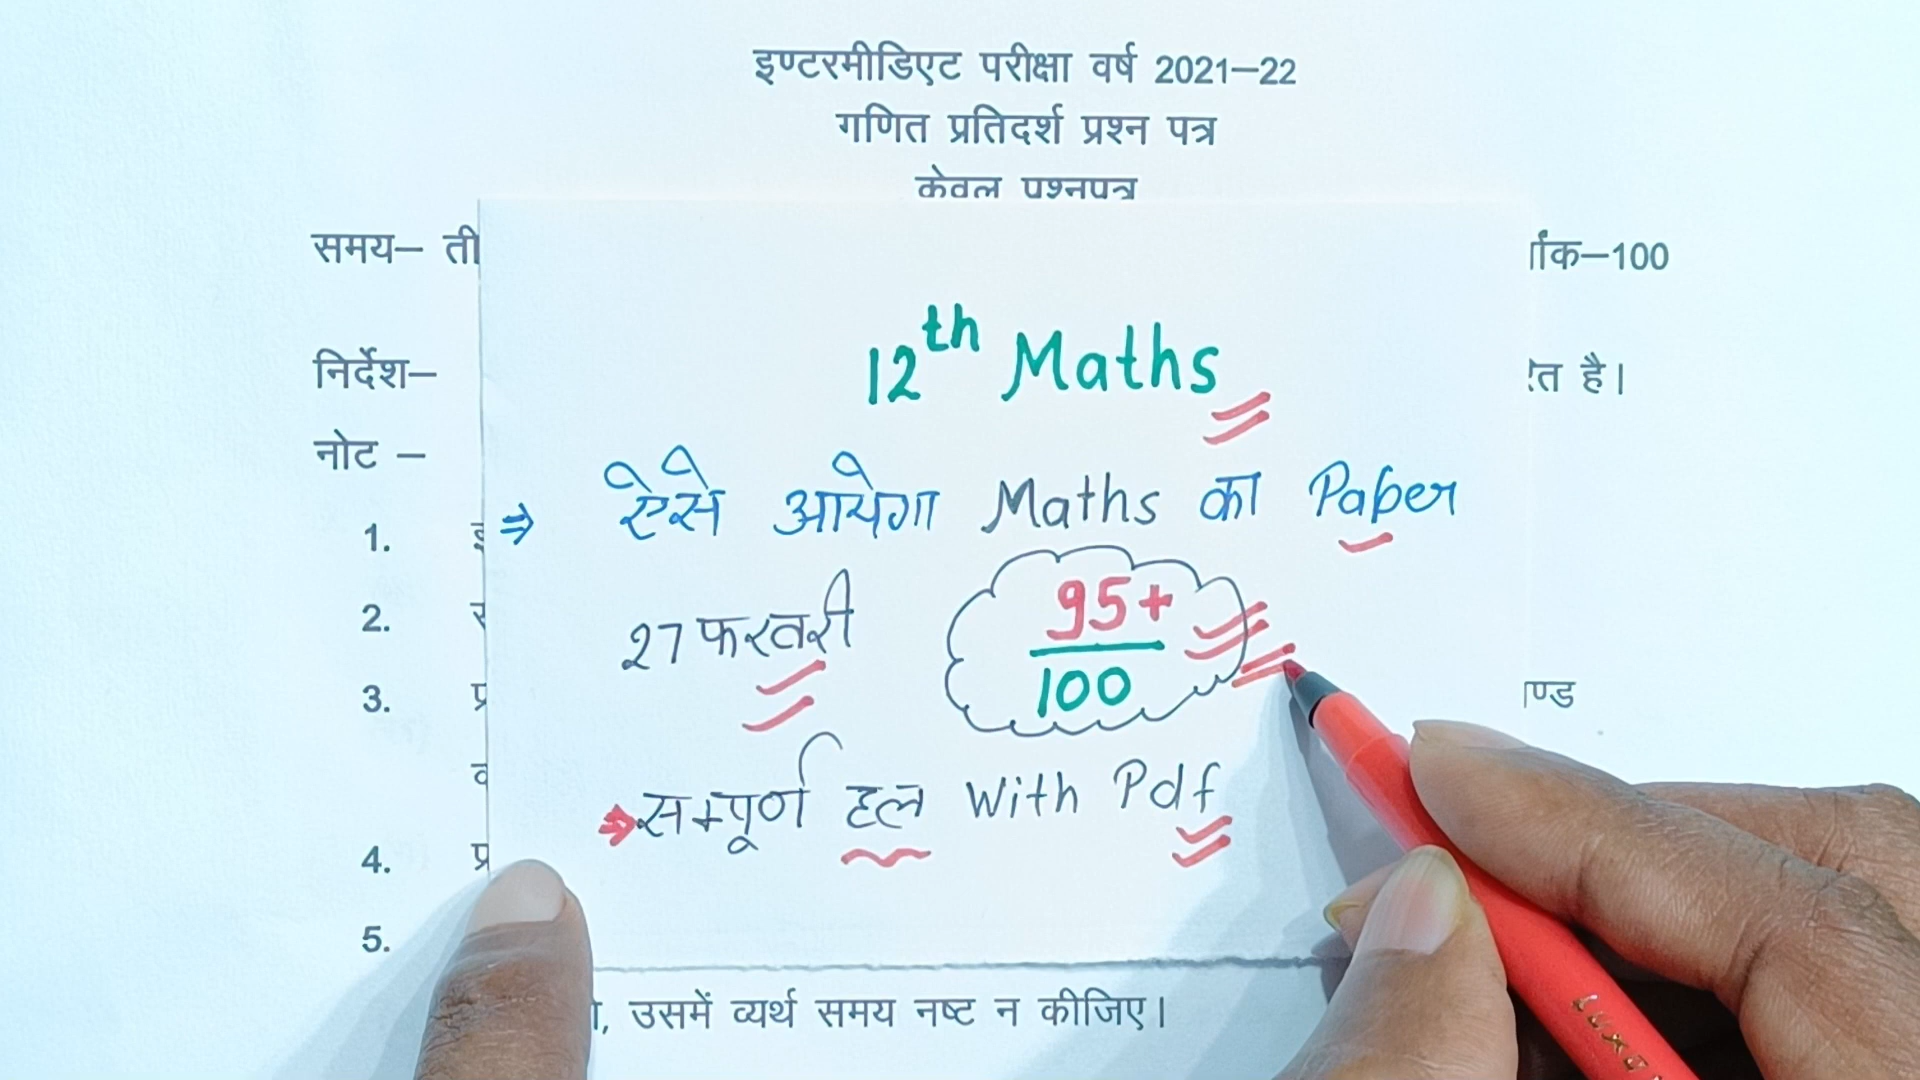 इण्टरमीडिएट परीक्षा वर्ष 2021–22
गणित प्रतिदर्श प्रश्न पत्र
केवल प्रश्नपत्र
समय– ती
र्णांक–100
12th Maths
निर्देश–
है।
नोट –
⇒ ऐसे आयेगा Maths का Paper
1.
27 फरवरी
95+
100
2.
3.
ण्ड
⇒ सम्पूर्ण हल With Pdf
4.
प्र
5.
उसमें व्यर्थ समय नष्ट न कीजिए।
LUXO